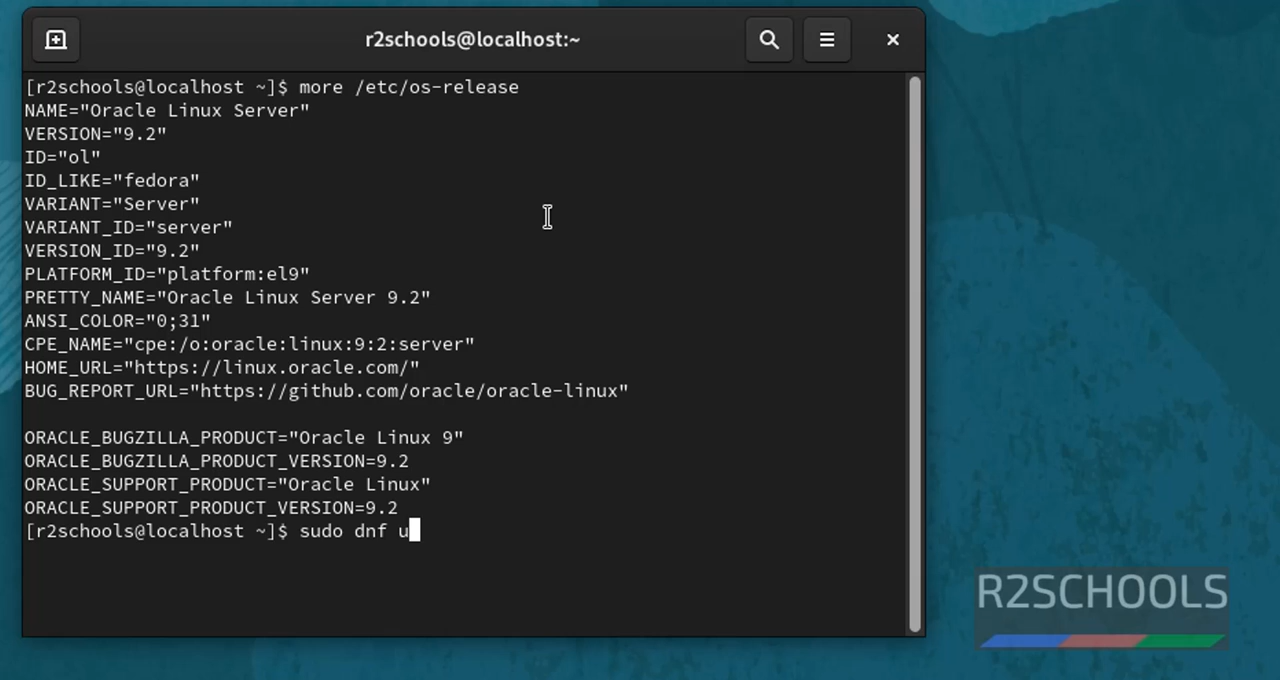 r2schools@localhost:~
[r2schools@localhost ~]$ more /etc/os-release
NAME="Oracle Linux Server"
VERSION="9.2"
ID="ol"
ID_LIKE="fedora"
VARIANT="Server"
VARIANT_ID="server"
VERSION_ID="9.2"
PLATFORM_ID="platform:el9"
PRETTY_NAME="Oracle Linux Server 9.2"
ANSI_COLOR="0;31"
CPE_NAME="cpe:/o:oracle:linux:9:2:server"
HOME_URL="https://linux.oracle.com/"
BUG_REPORT_URL="https://github.com/oracle/oracle-linux"

ORACLE_BUGZILLA_PRODUCT="Oracle Linux 9"
ORACLE_BUGZILLA_PRODUCT_VERSION=9.2
ORACLE_SUPPORT_PRODUCT="Oracle Linux"
ORACLE_SUPPORT_PRODUCT_VERSION=9.2
[r2schools@localhost ~]$ sudo dnf u
R2SCHOOLS